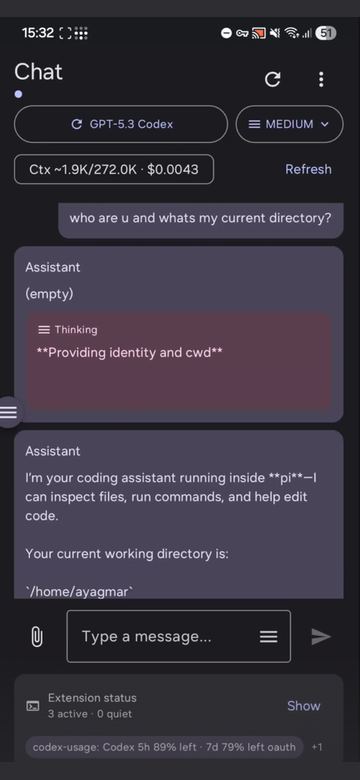 15:32
51
Chat
GPT-5.3 Codex
MEDIUM
Ctx ~1.9K/272.0K · $0.0043
Refresh
who are u and whats my current directory?
Assistant
(empty)
Thinking
**Providing identity and cwd**
Assistant
I'm your coding assistant running inside **pi**—I
can inspect files, run commands, and help edit
code.
Your current working directory is:
`/home/ayagmar`
Type a message...
Extension status
3 active · 0 quiet
Show
codex-usage: Codex 5h 89% left · 7d 79% left oauth
+1